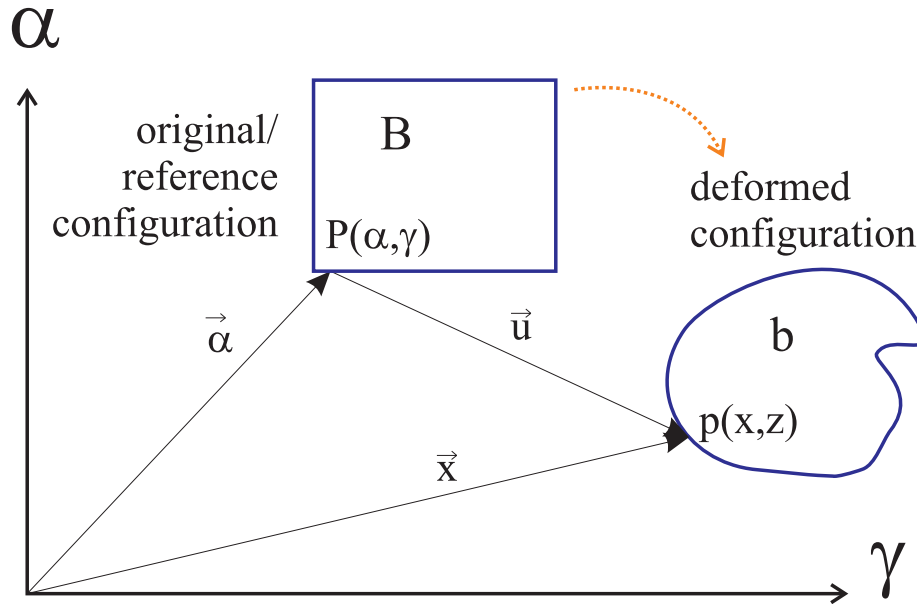 α
original/
reference
configuration
B
P(α,γ)
deformed
configuration
α⃗
u⃗
b
p(x,z)
x⃗
γ